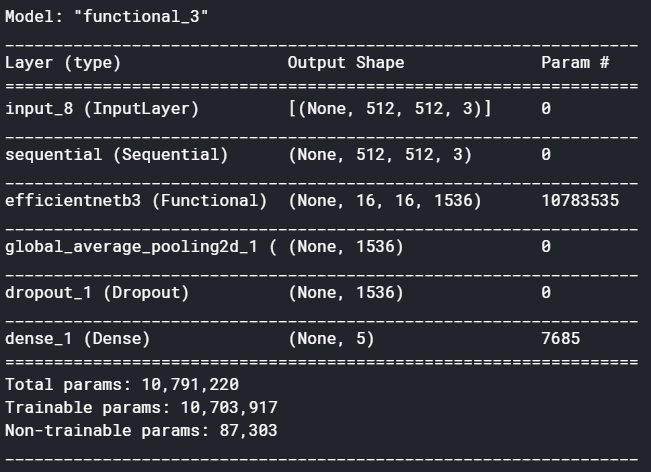 Model: "functional_3"
_________________________________________________________________
Layer (type)                 Output Shape              Param #
=================================================================
input_8 (InputLayer)         [(None, 512, 512, 3)]     0
_________________________________________________________________
sequential (Sequential)      (None, 512, 512, 3)       0
_________________________________________________________________
efficientnetb3 (Functional)  (None, 16, 16, 1536)      10783535
_________________________________________________________________
global_average_pooling2d_1 ( (None, 1536)              0
_________________________________________________________________
dropout_1 (Dropout)          (None, 1536)              0
_________________________________________________________________
dense_1 (Dense)              (None, 5)                 7685
=================================================================
Total params: 10,791,220
Trainable params: 10,703,917
Non-trainable params: 87,303
_________________________________________________________________